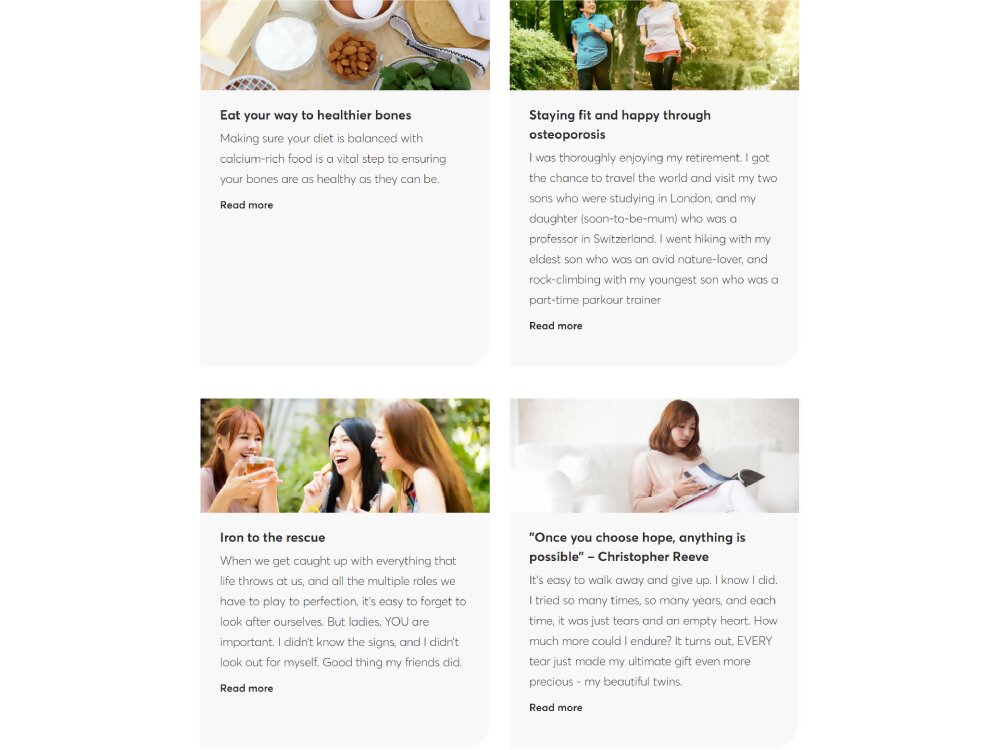 Eat your way to healthier bones
Making sure your diet is balanced with
calcium-rich food is a vital step to ensuring
your bones are as healthy as they can be.
Read more
Staying fit and happy through
osteoporosis
I was thoroughly enjoying my retirement. I got
the chance to travel the world and visit my two
sons who were studying in London, and my
daughter (soon-to-be-mum) who was a
professor in Switzerland. I went hiking with my
eldest son who was an avid nature-lover, and
rock-climbing with my youngest son who was a
part-time parkour trainer
Read more
Iron to the rescue
When we get caught up with everything that
life throws at us, and all the multiple roles we
have to play to perfection, it's easy to forget to
look after ourselves. But ladies, YOU are
important. I didn't know the signs, and I didn't
look out for myself. Good thing my friends did.
Read more
"Once you choose hope, anything is
possible" – Christopher Reeve
It's easy to walk away and give up. I know I did.
I tried so many times, so many years, and each
time, it was just tears and an empty heart. How
much more could I endure? It turns out, EVERY
tear just made my ultimate gift even more
precious - my beautiful twins.
Read more